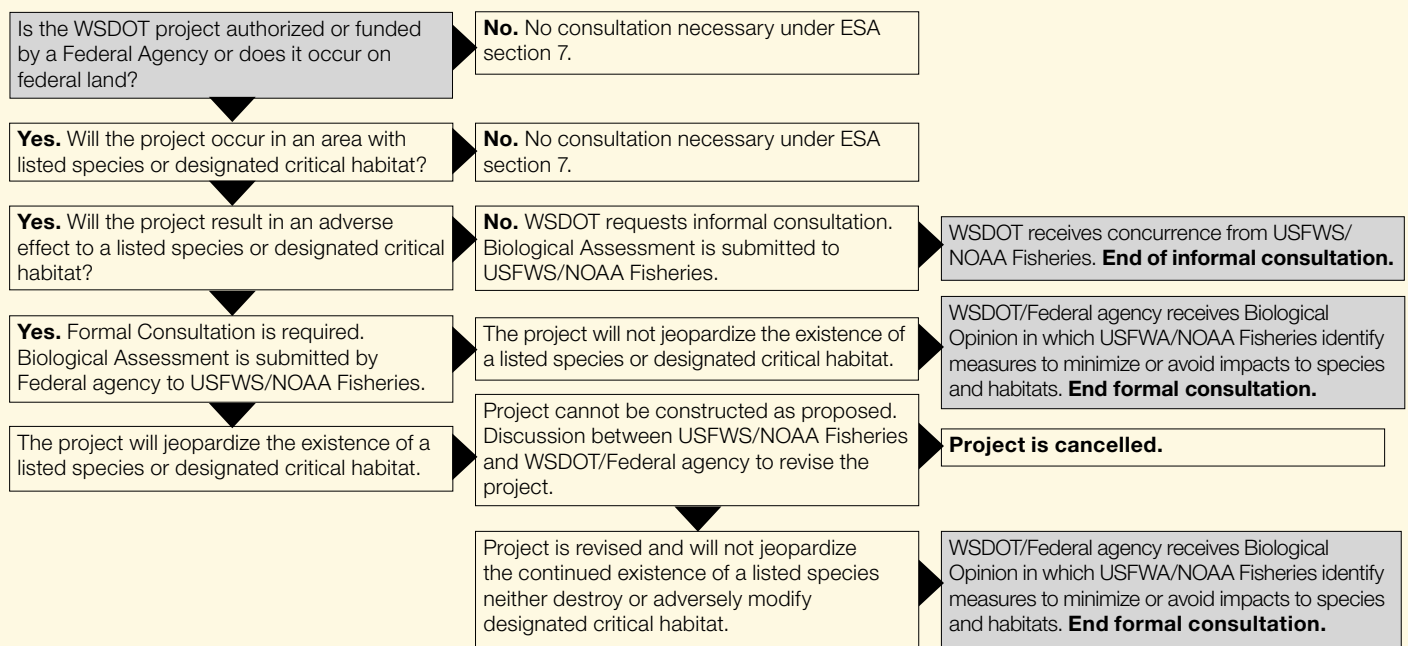 Is the WSDOT project authorized or funded
by a Federal Agency or does it occur on
federal land?
No. No consultation necessary under ESA
section 7.
Yes. Will the project occur in an area with
listed species or designated critical habitat?
No. No consultation necessary under ESA
section 7.
Yes. Will the project result in an adverse
effect to a listed species or designated critical
habitat?
No. WSDOT requests informal consultation.
Biological Assessment is submitted to
USFWS/NOAA Fisheries.
WSDOT receives concurrence from USFWS/
NOAA Fisheries. End of informal consultation.
Yes. Formal Consultation is required.
Biological Assessment is submitted by
Federal agency to USFWS/NOAA Fisheries.
The project will not jeopardize the existence of
a listed species or designated critical habitat.
WSDOT/Federal agency receives Biological
Opinion in which USFWA/NOAA Fisheries identify
measures to minimize or avoid impacts to species
and habitats. End formal consultation.
The project will jeopardize the existence of a
listed species or designated critical habitat.
Project cannot be constructed as proposed.
Discussion between USFWS/NOAA Fisheries
and WSDOT/Federal agency to revise the
project.
Project is cancelled.
Project is revised and will not jeopardize
the continued existence of a listed species
neither destroy or adversely modify
designated critical habitat.
WSDOT/Federal agency receives Biological
Opinion in which USFWA/NOAA Fisheries identify
measures to minimize or avoid impacts to species
and habitats. End formal consultation.